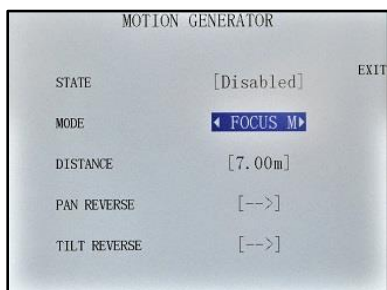 MOTION GENERATOR
EXIT
STATE [Disabled]
MODE ◀ FOCUS M▶
DISTANCE [7.00m]
PAN REVERSE [-->]
TILT REVERSE [-->]